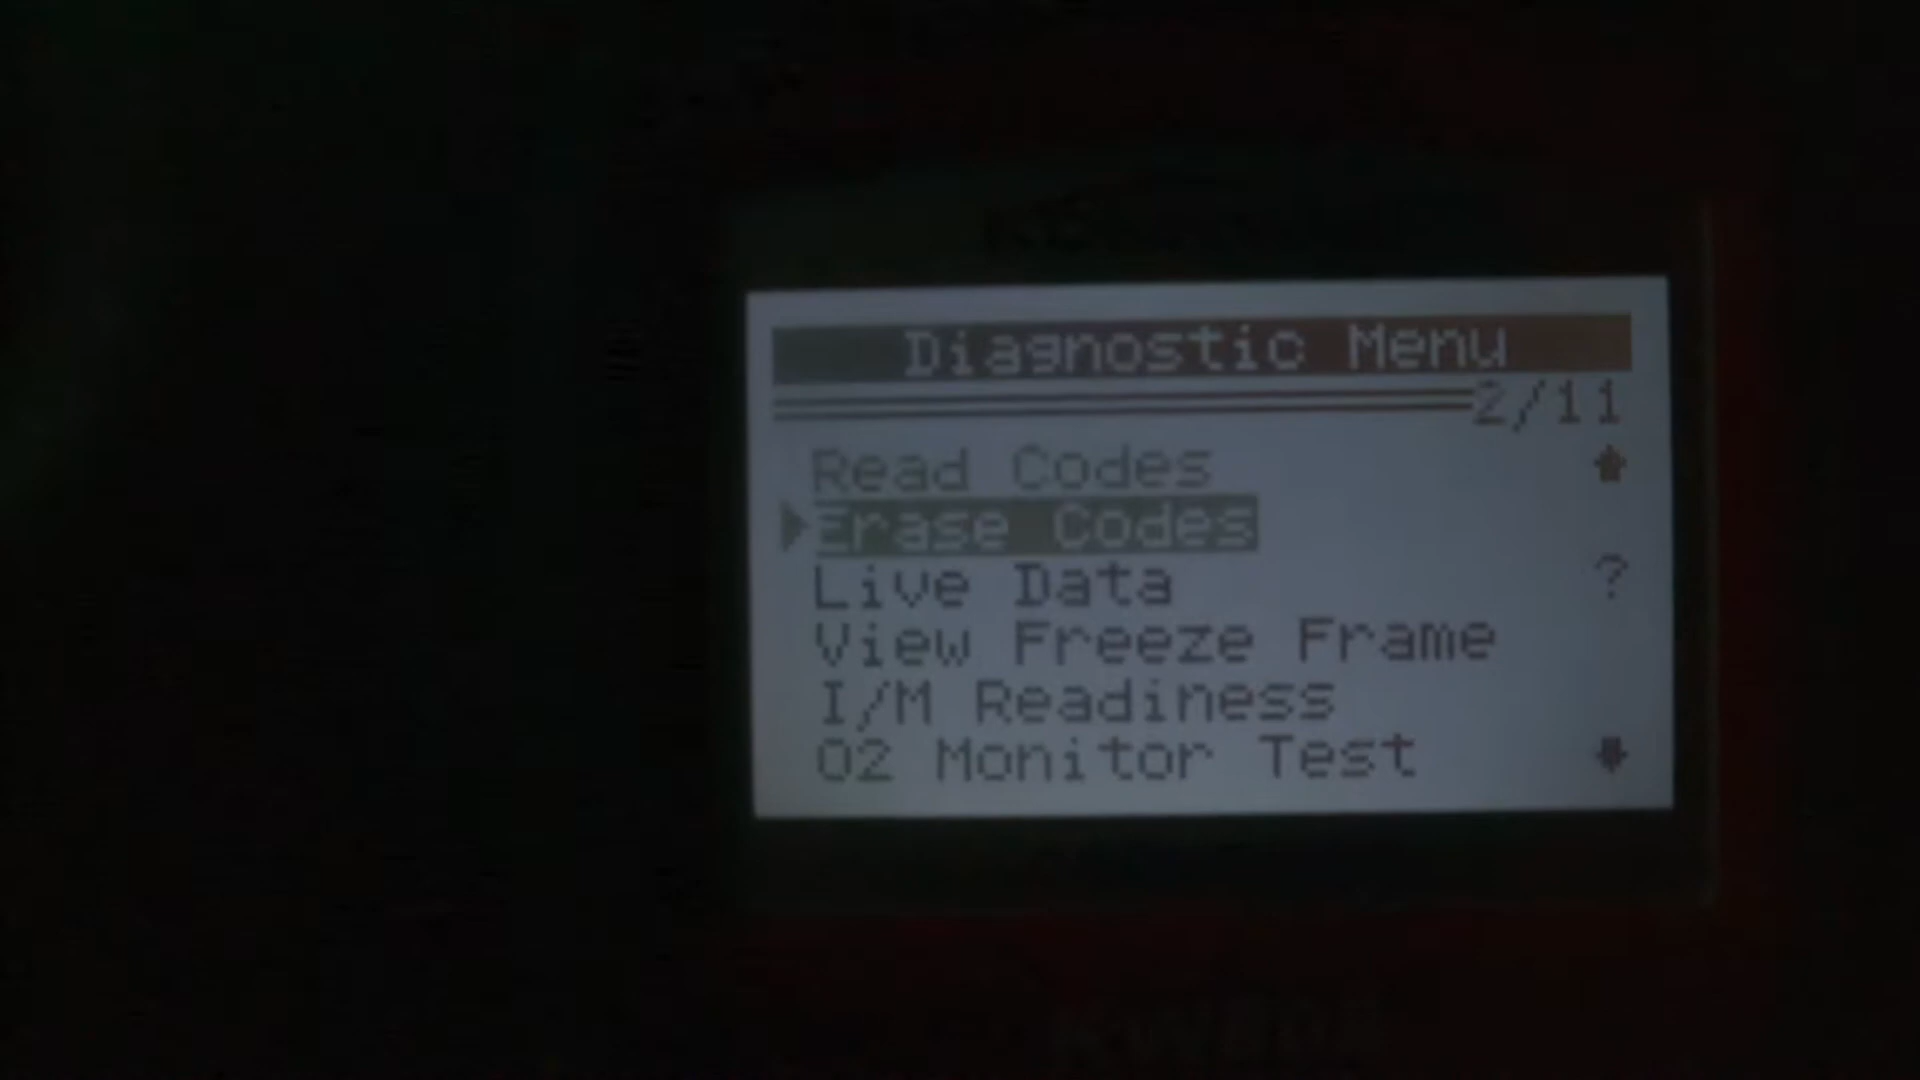 Diagnostic Menu
2/11
Read Codes
Erase Codes
Live Data
?
View Freeze Frame
I/M Readiness
O2 Monitor Test